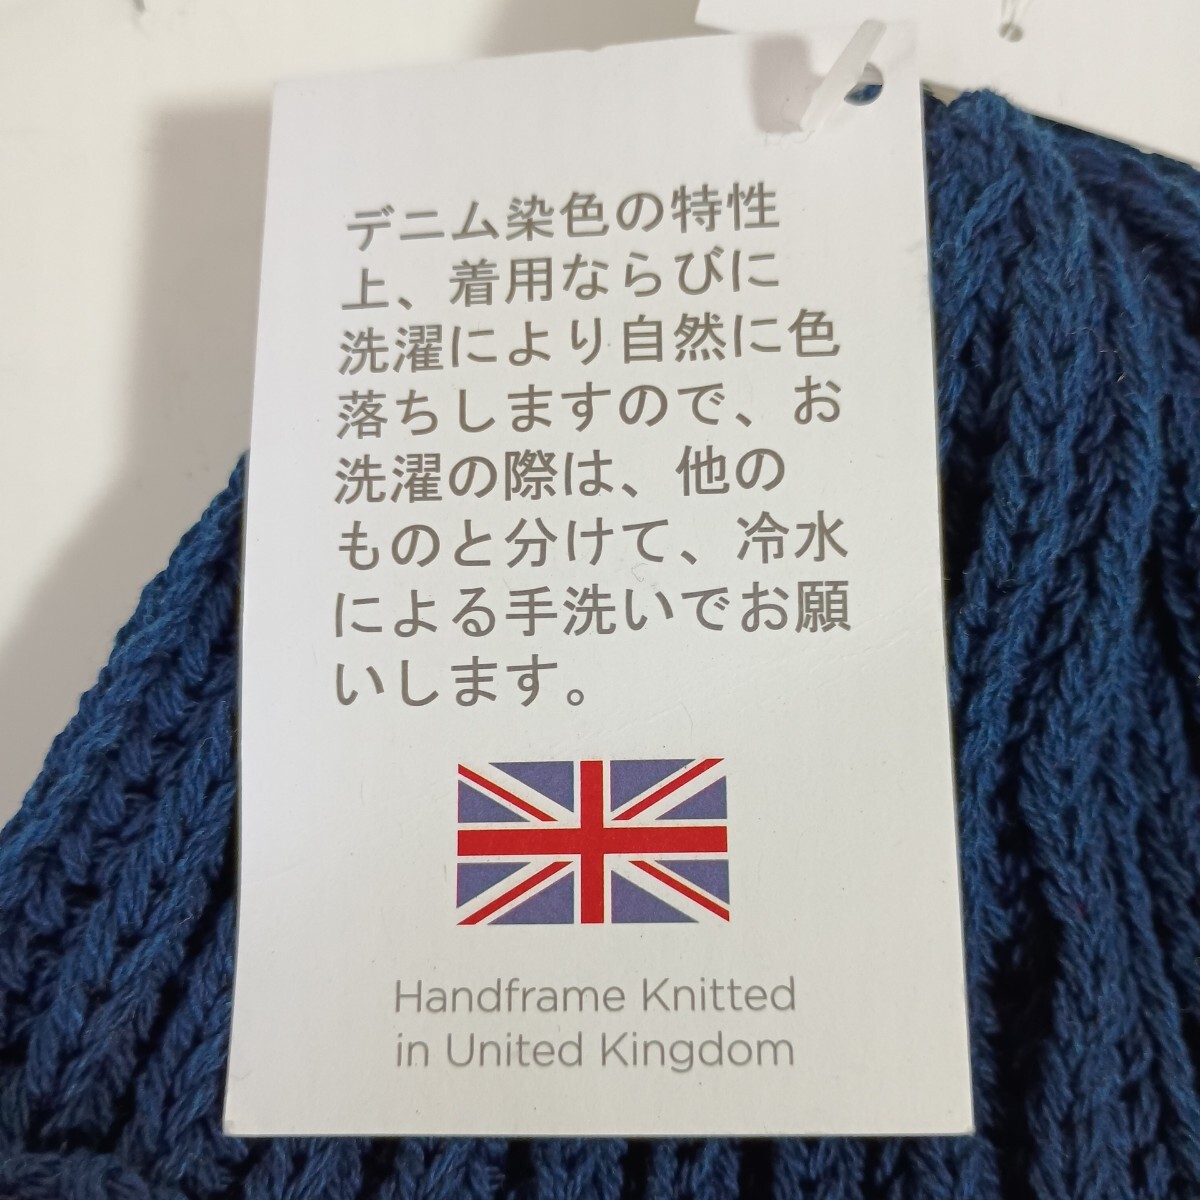 デニム染色の特性
上、着用ならびに
洗濯により自然に色
落ちしますので、お
洗濯の際は、他の
ものと分けて、冷水
による手洗いでお願
いします。
Handframe Knitted
in United Kingdom